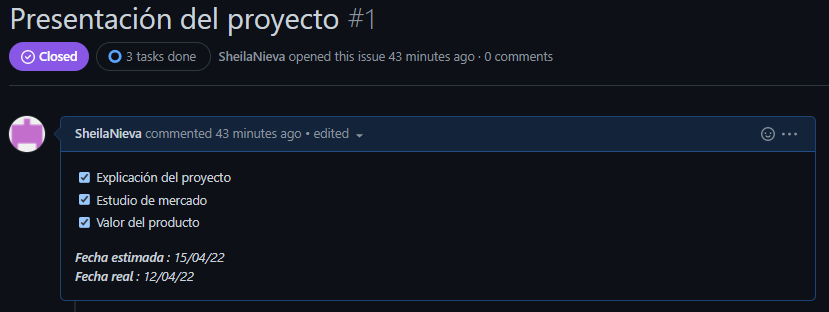 Presentación del proyecto #1
Closed 3 tasks done SheilaNieva opened this issue 43 minutes ago · 0 comments
SheilaNieva commented 43 minutes ago • edited
Explicación del proyecto
Estudio de mercado
Valor del producto
Fecha estimada : 15/04/22
Fecha real : 12/04/22